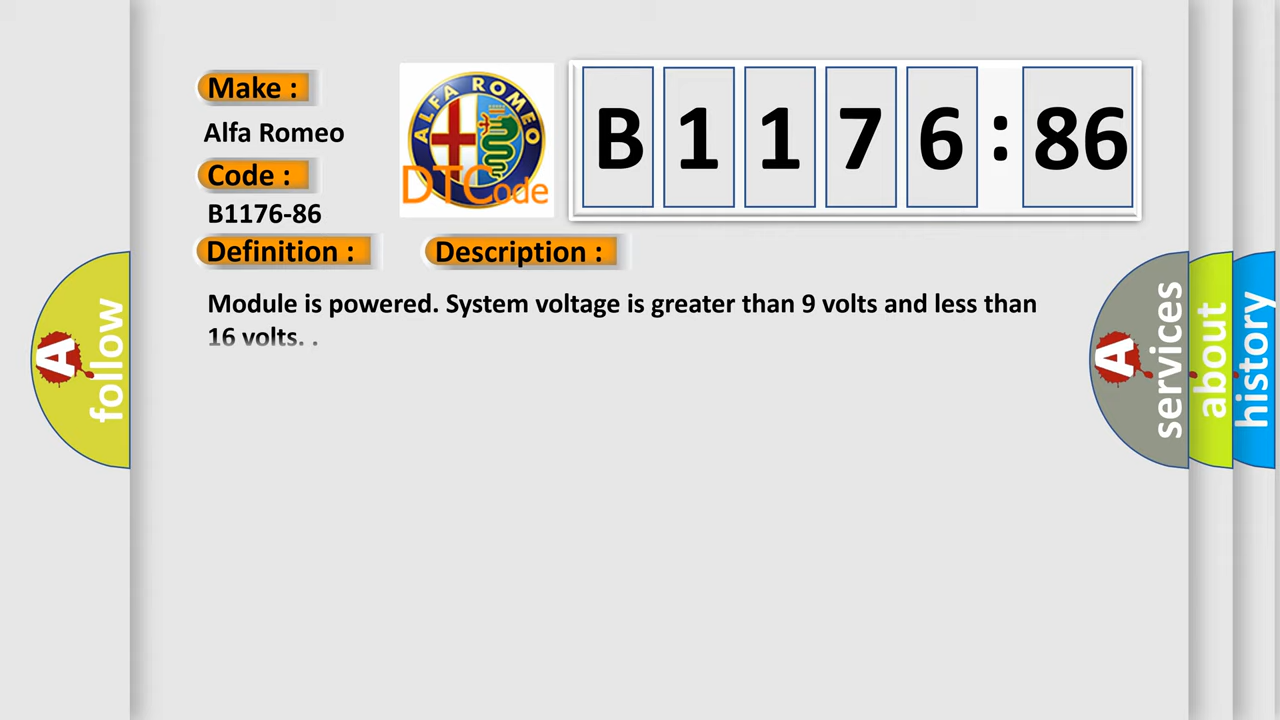 Make :
Alfa Romeo
Code :
B1176-86
ALFA ROMEO
DTCode
B 1 1 7 6 : 86
Definition :
Description :
Module is powered. System voltage is greater than 9 volts and less than
16 volts. .
A follow
A services
about
history